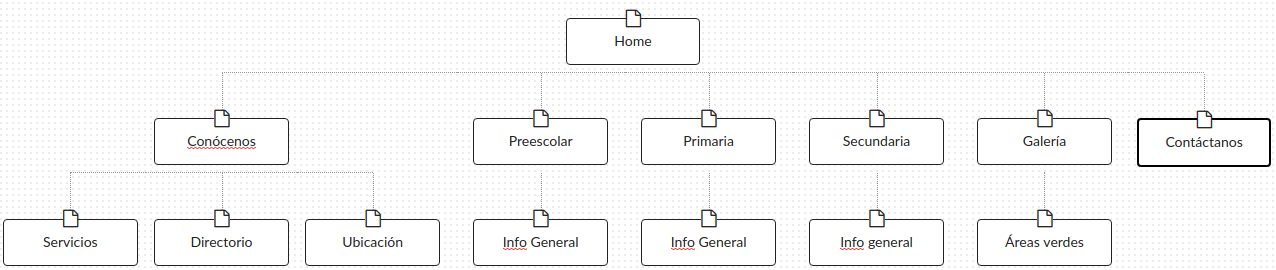 Home
Conócenos
Preescolar
Primaria
Secundaria
Galería
Contáctanos
Servicios
Directorio
Ubicación
Info General
Info General
Info general
Áreas verdes